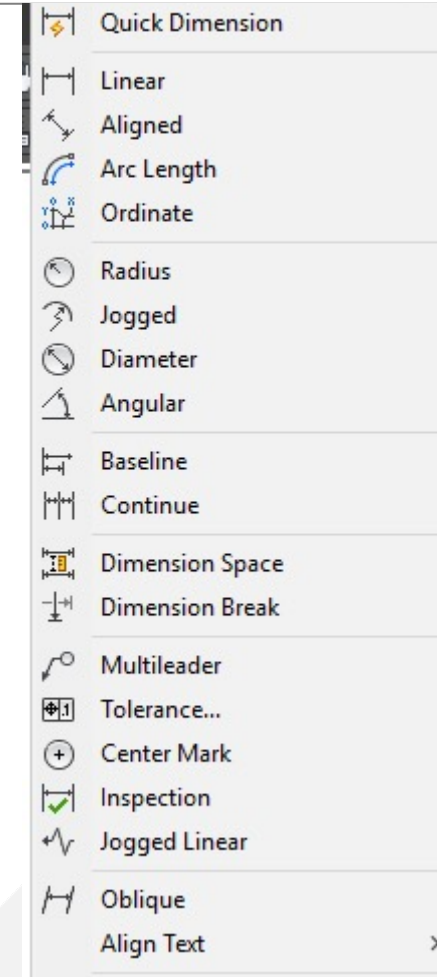 Quick Dimension
Linear
Aligned
Arc Length
Ordinate
Radius
Jogged
Diameter
Angular
Baseline
Continue
Dimension Space
Dimension Break
Multileader
Tolerance...
Center Mark
Inspection
Jogged Linear
Oblique
Align Text